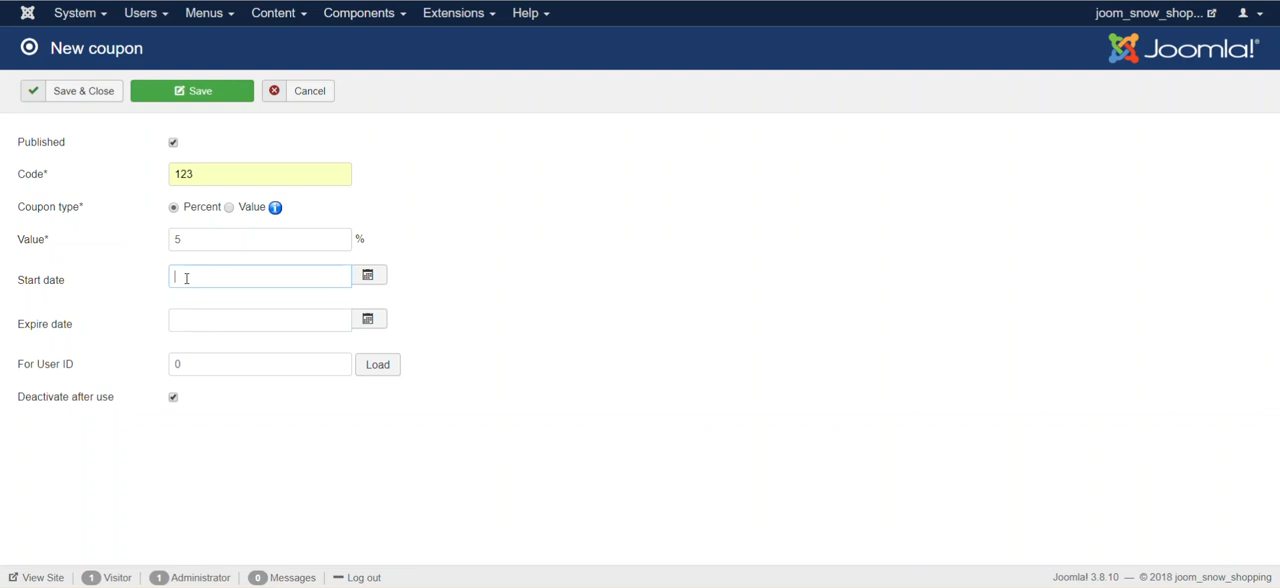 System Users Menus Content Components Extensions Help joom_snow_shop...
New coupon Joomla!®
Save & Close Save Cancel
Published
Code* 123
Coupon type* Percent Value i
Value* 5 %
Start date
Expire date
For User ID 0 Load
Deactivate after use
View Site 1 Visitor 1 Administrator 0 Messages Log out Joomla! 3.8.10 — © 2018 joom_snow_shopping